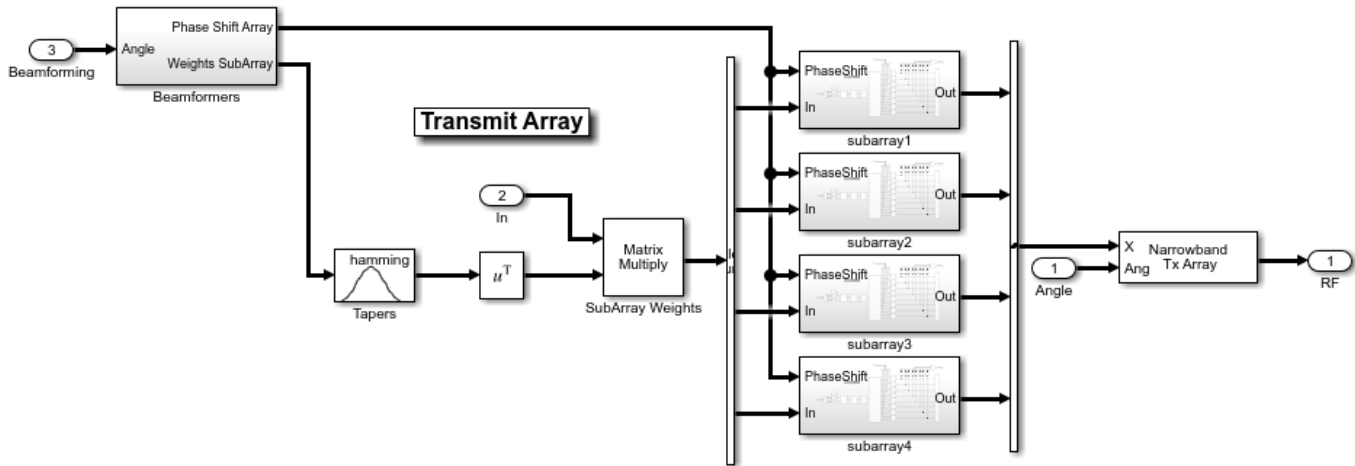 3
Beamforming
Angle
Phase Shift Array
Weights SubArray
Beamformers
Transmit Array
2
In
hamming
Tapers
uᵀ
Matrix
Multiply
SubArray Weights
PhaseShift
In
Out
subarray1
PhaseShift
In
Out
subarray2
PhaseShift
In
Out
subarray3
PhaseShift
In
Out
subarray4
1
Angle
X
Ang
Narrowband
Tx Array
1
RF